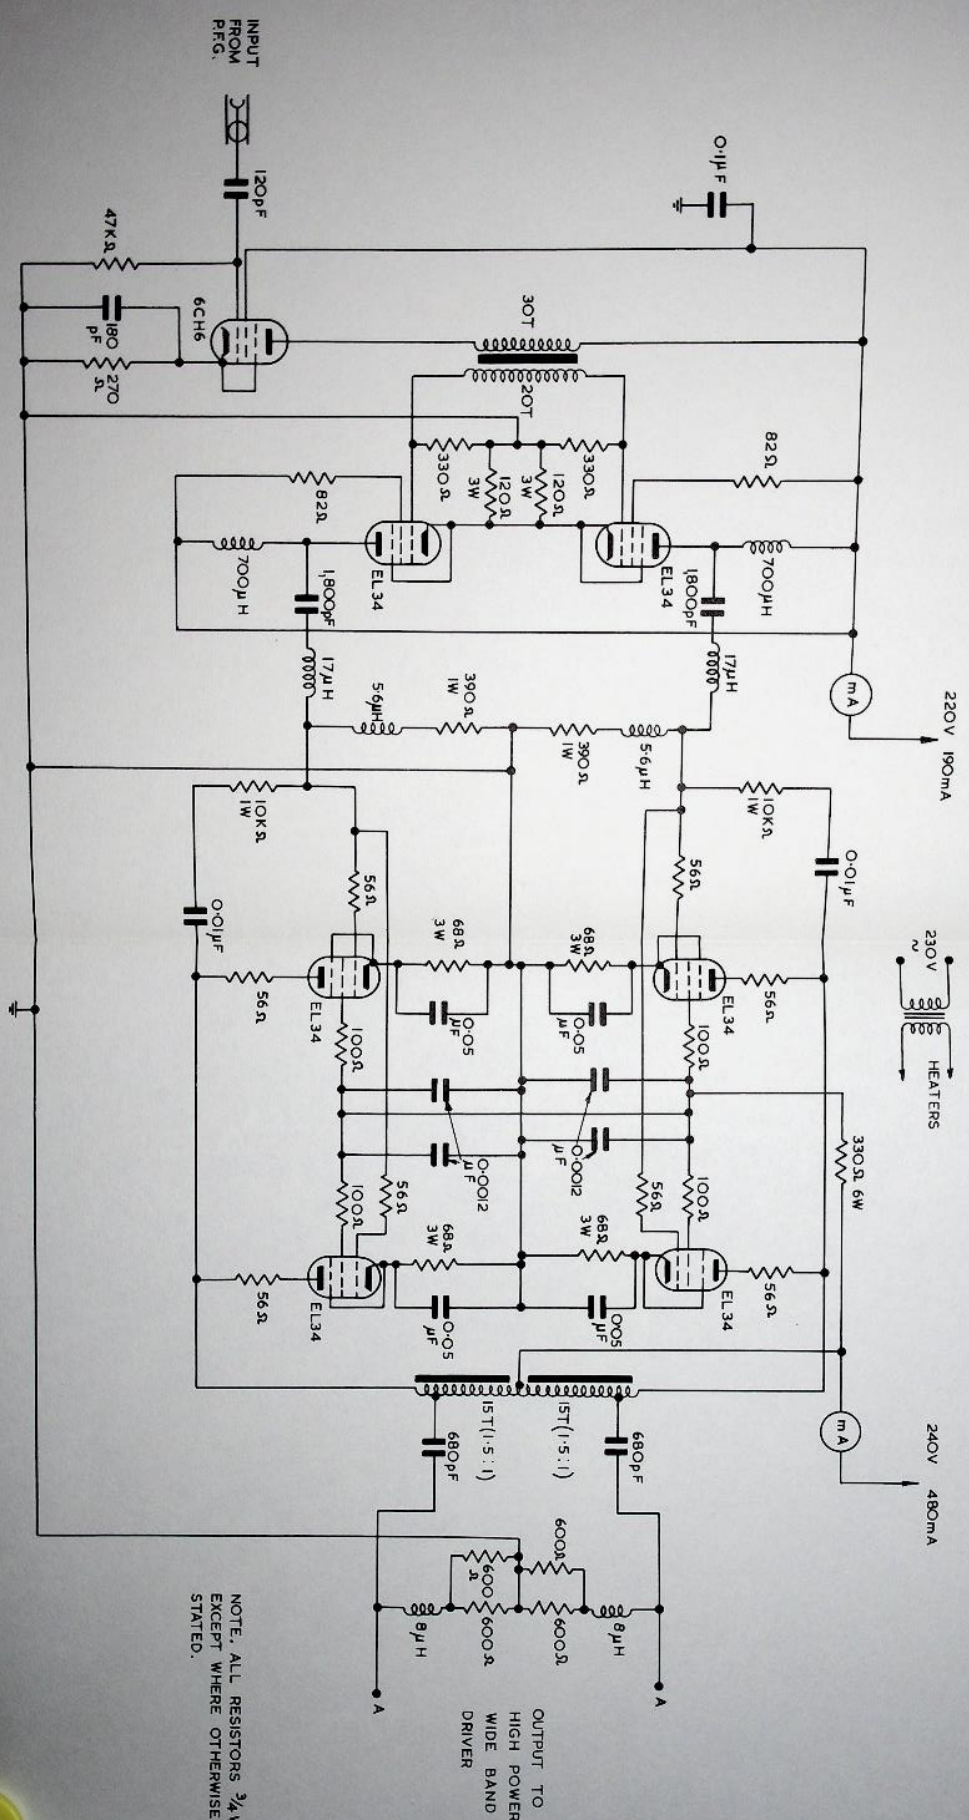 INPUT
FROM
P.F.G.
120pF
47KΩ
180
pF
270
Ω
6CH6
0·1µF
30T
20T
330Ω
330Ω
120Ω
3W
120Ω
3W
82Ω
82Ω
EL34
EL34
700µH
700µH
1,800pF
1,800pF
17µH
17µH
220V 190mA
mA
5·6µH
390Ω
1W
390Ω
1W
5·6µH
10KΩ
1W
10KΩ
1W
0·01µF
0·01µF
56Ω
56Ω
68Ω
3W
68Ω
3W
0·05
µF
0·05
µF
56Ω
56Ω
EL34
EL34
230V
~
HEATERS
100Ω
100Ω
0·0012
µF
0·0012
µF
330Ω 6W
100Ω
100Ω
56Ω
56Ω
68Ω
3W
68Ω
3W
0·05
µF
0·05
µF
EL34
EL34
56Ω
56Ω
15T(1·5:1)
15T(1·5:1)
mA
240V 480mA
680pF
680pF
600Ω
600
Ω
600Ω
600Ω
8µH
8µH
A
A
OUTPUT TO
HIGH POWER
WIDE BAND
DRIVER
NOTE. ALL RESISTORS ¾
EXCEPT WHERE OTHERWISE
STATED.